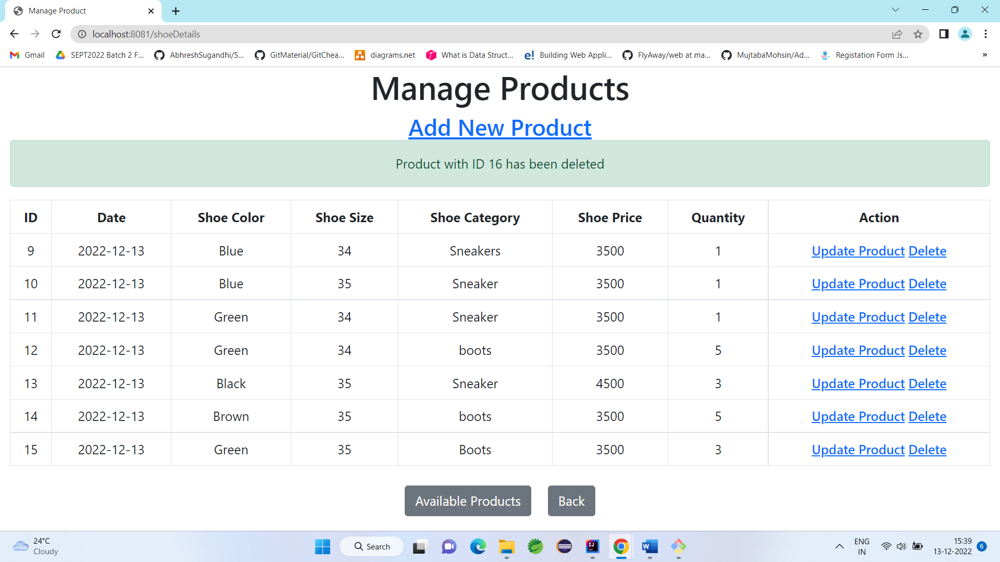 Manage Product
localhost:8081/shoeDetails
Gmail SEPT2022 Batch 2 F... AbhreshSugandhi/S... GitMaterial/GitChea... diagrams.net What is Data Struct... e! Building Web Appli... FlyAway/web at ma... MujtabaMohsin/Ad... Registation Form Js... »
Manage Products
Add New Product
Product with ID 16 has been deleted
ID Date Shoe Color Shoe Size Shoe Category Shoe Price Quantity Action
9 2022-12-13 Blue 34 Sneakers 3500 1 Update Product Delete
10 2022-12-13 Blue 35 Sneaker 3500 1 Update Product Delete
11 2022-12-13 Green 34 Sneaker 3500 1 Update Product Delete
12 2022-12-13 Green 34 boots 3500 5 Update Product Delete
13 2022-12-13 Black 35 Sneaker 4500 3 Update Product Delete
14 2022-12-13 Brown 35 boots 3500 5 Update Product Delete
15 2022-12-13 Green 35 Boots 3500 3 Update Product Delete
Available Products Back
24°C
Cloudy
Search
IJ
W
ENG
IN
15:39
13-12-2022
6